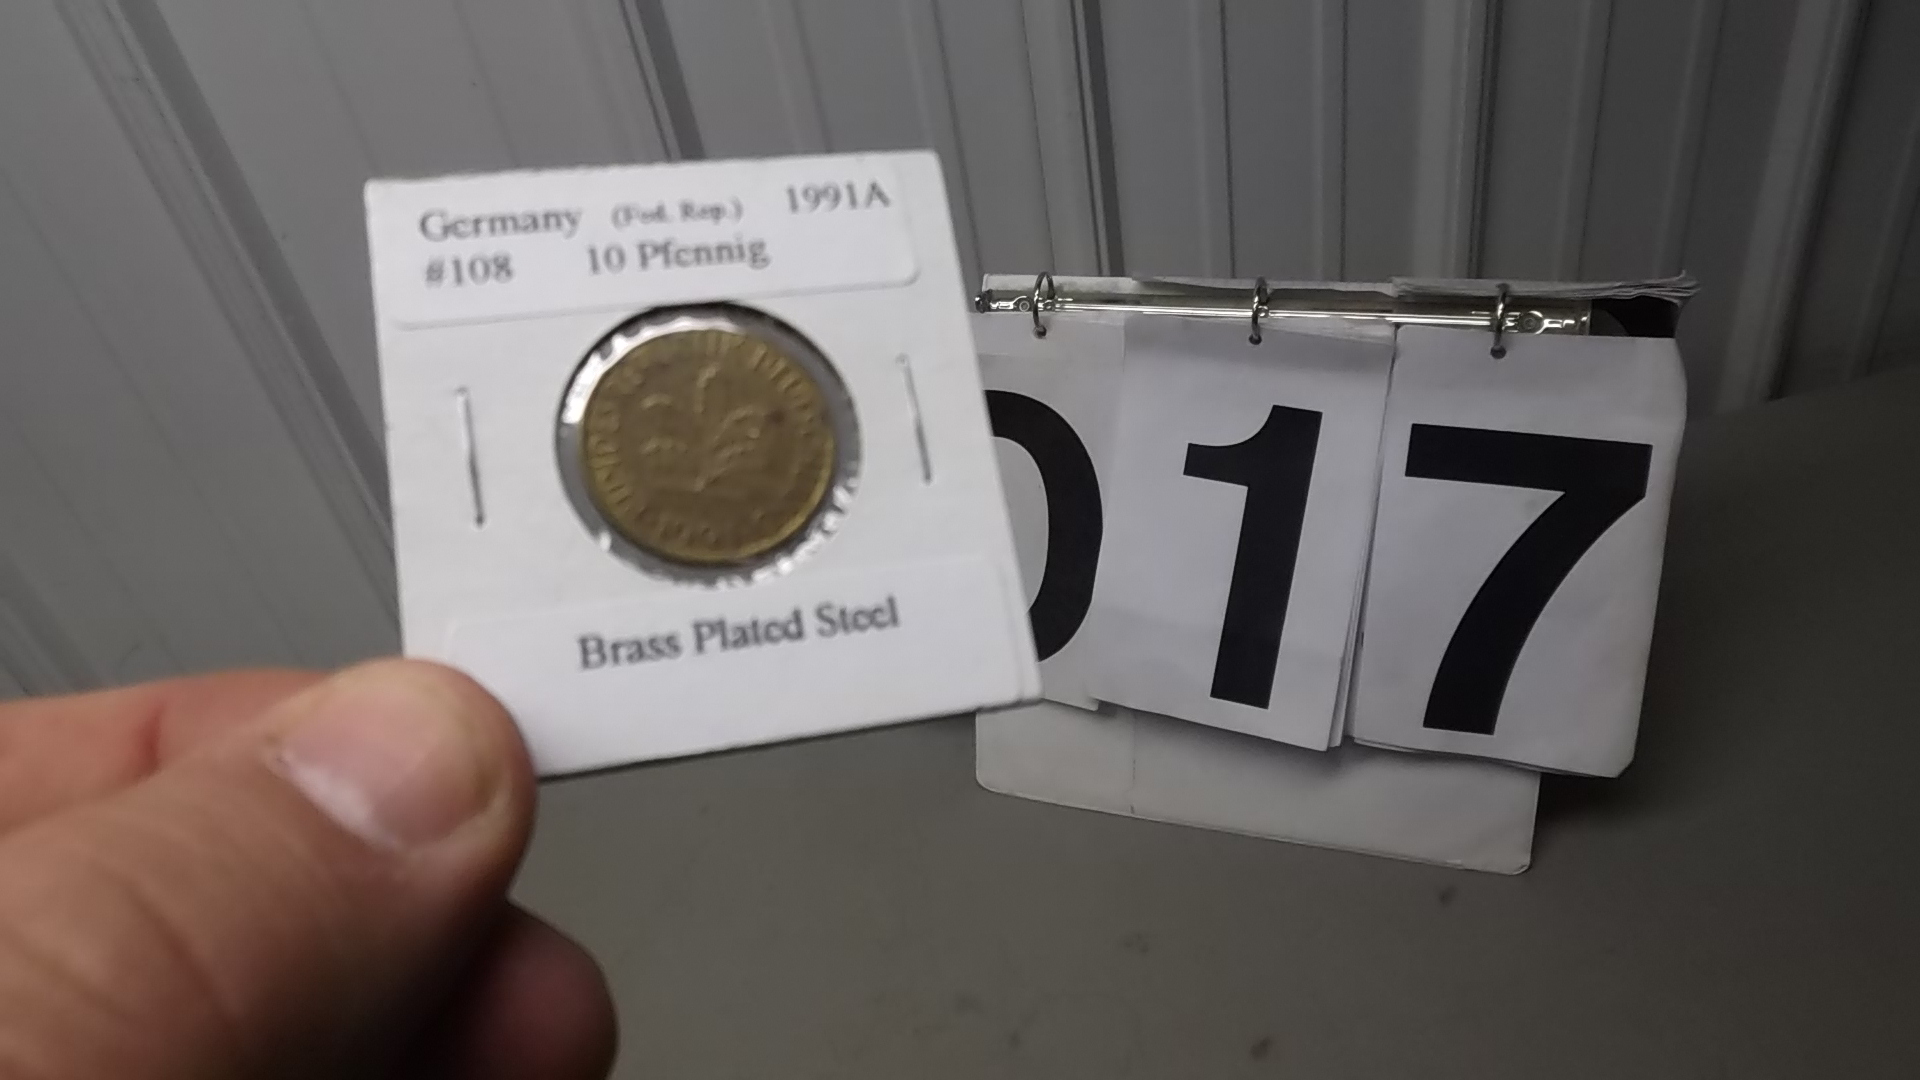 Germany (Fed. Rep.) 1991A
#108 10 Pfennig
Brass Plated Steel
017